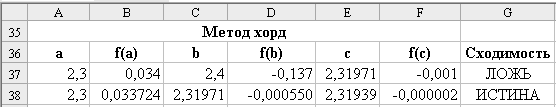 A B C D E F G
35 Метод хорд
36 a f(a) b f(b) c f(c) Сходимость
37 2,3 0,034 2,4 -0,137 2,31971 -0,001 ЛОЖЬ
38 2,3 0,033724 2,31971 -0,000550 2,31939 -0,000002 ИСТИНА